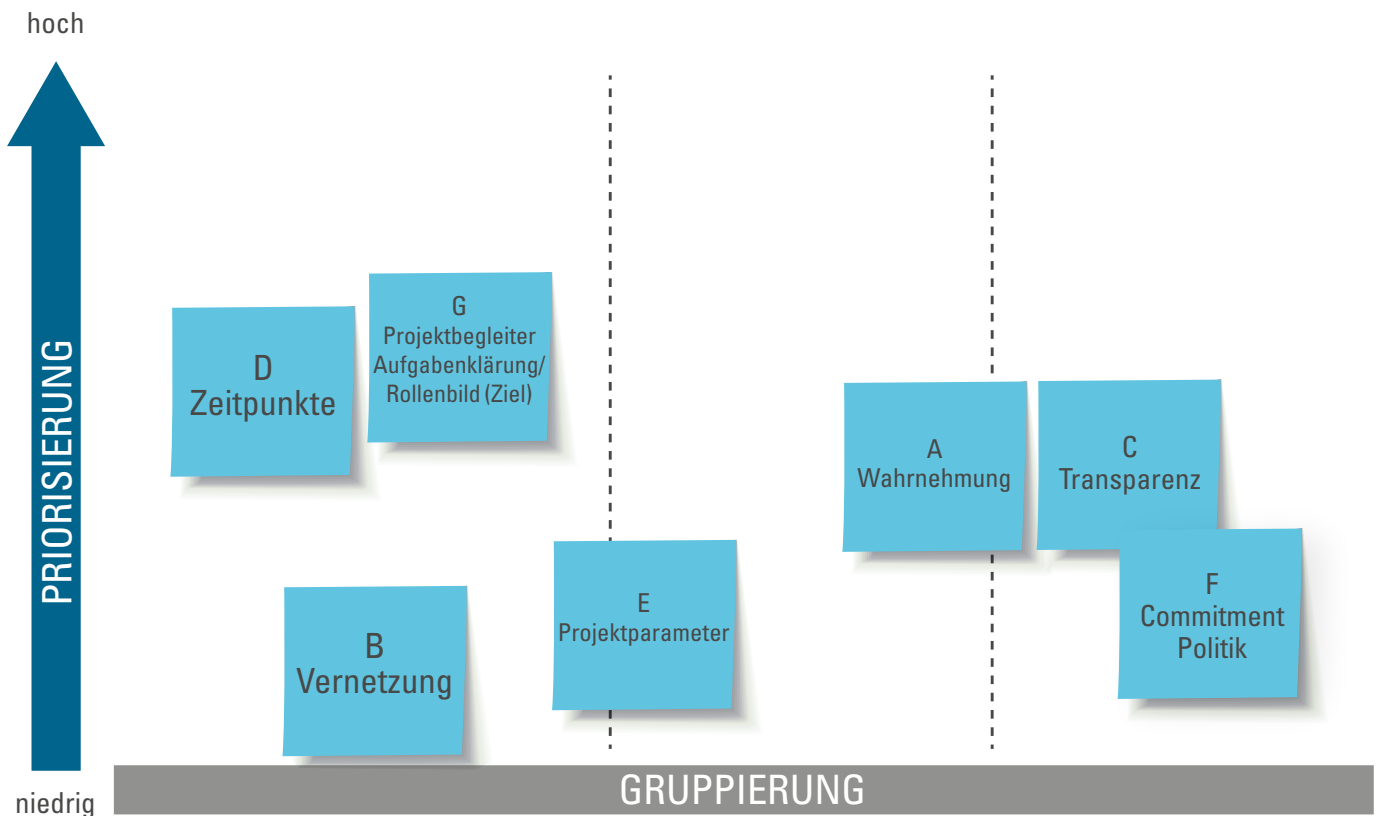 hoch
PRIORISIERUNG
G
Projektbegleiter
Aufgabenklärung/
Rollenbild (Ziel)
D
Zeitpunkte
A
Wahrnehmung
C
Transparenz
E
Projektparameter
F
Commitment
Politik
B
Vernetzung
GRUPPIERUNG
niedrig